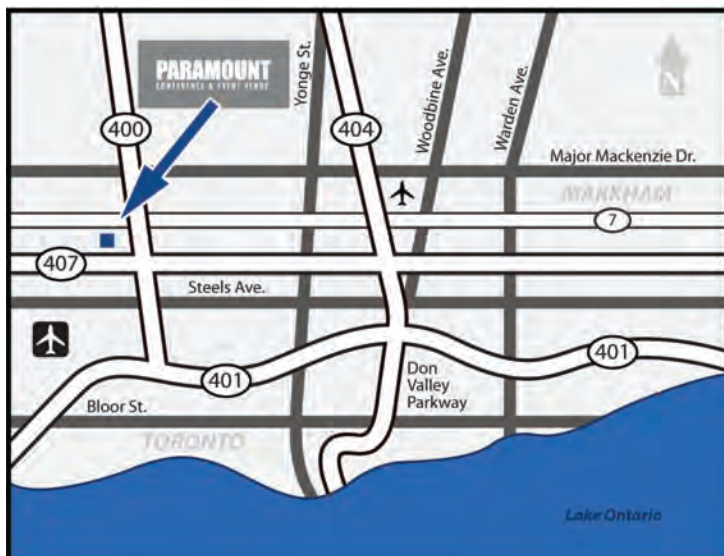 PARAMOUNT
CONFERENCE & EVENT VENUE
Yonge St.
Woodbine Ave.
Warden Ave.
N
400
404
Major Mackenzie Dr.
MARKHAM
7
407
Steels Ave.
401
401
Don
Valley
Parkway
Bloor St.
TORONTO
Lake Ontario